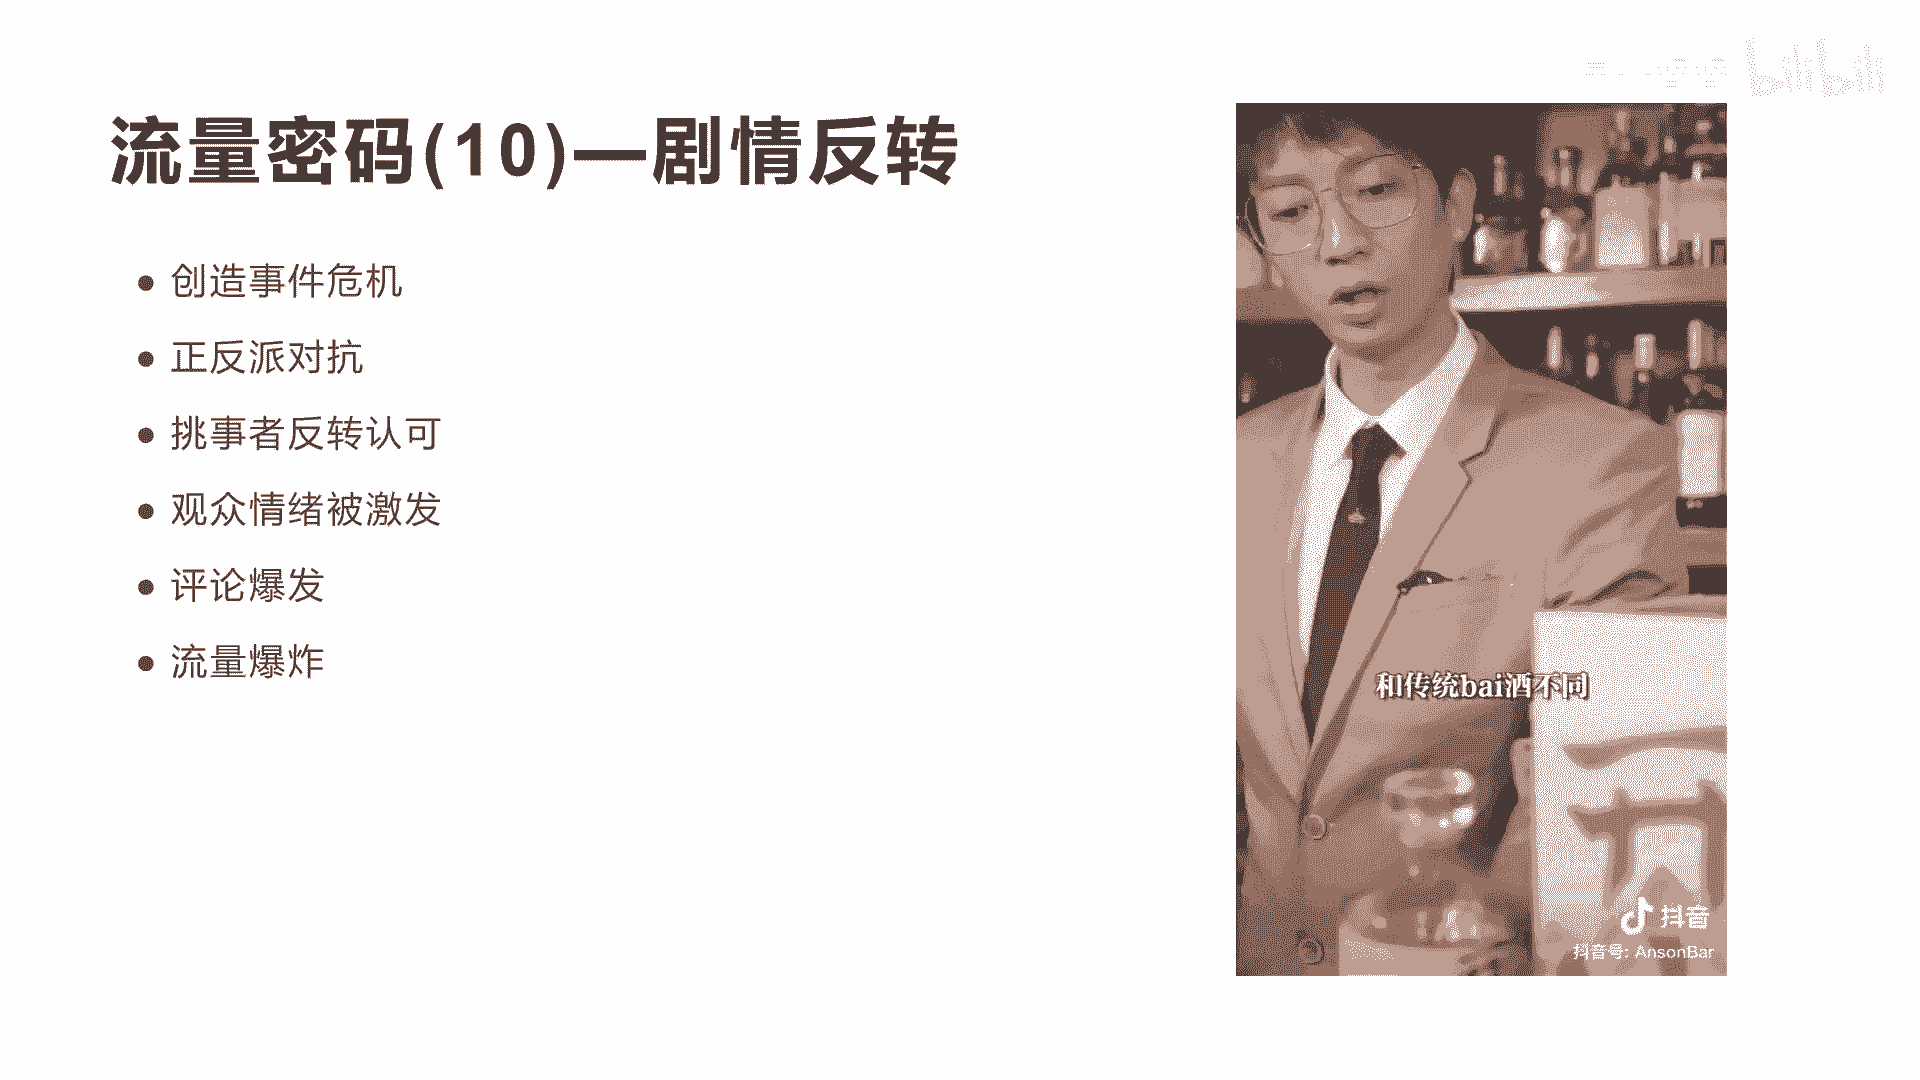 bilibili
流量密码(10)—剧情反转
• 创造事件危机
• 正反派对抗
• 挑事者反转认可
• 观众情绪被激发
• 评论爆发
• 流量爆炸
和传统bai酒不同
抖音
抖音号: AnsonBar